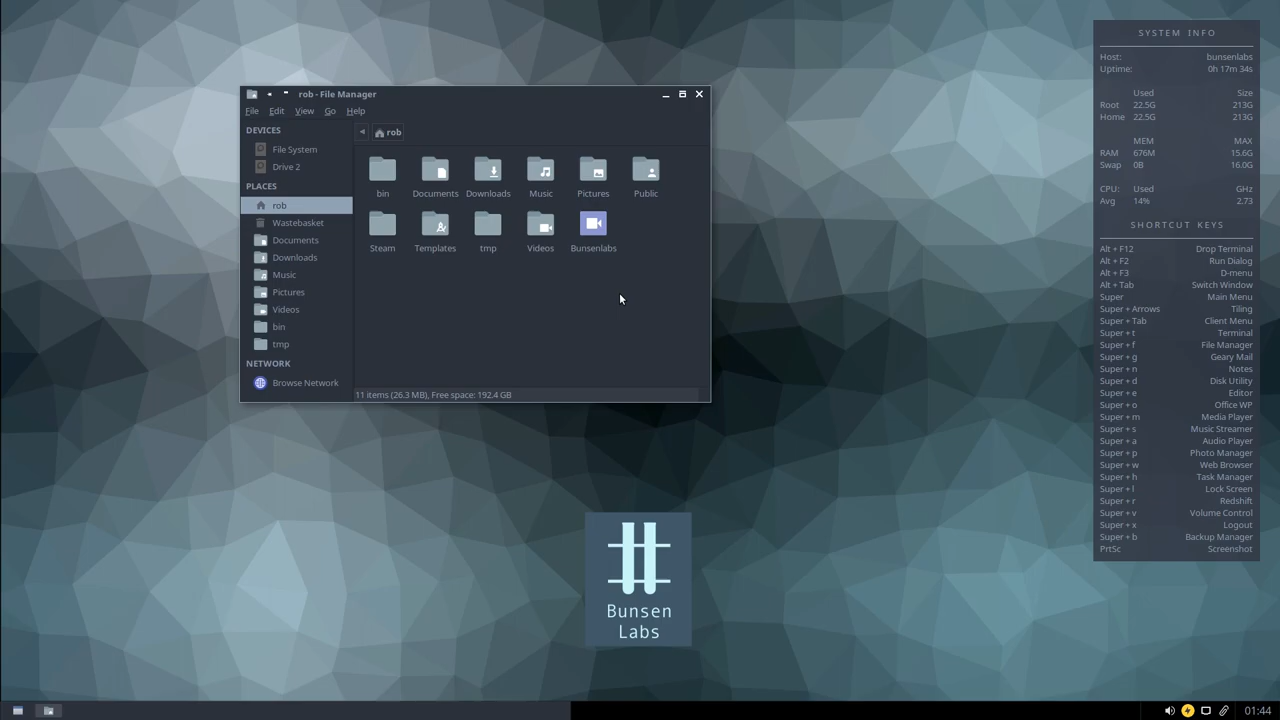 rob - File Manager
File Edit View Go Help
DEVICES
File System
Drive 2
PLACES
rob
Wastebasket
Documents
Downloads
Music
Pictures
Videos
bin
tmp
NETWORK
Browse Network
rob
bin Documents Downloads Music Pictures Public
Steam Templates tmp Videos Bunsenlabs
11 items (26.3 MB), Free space: 192.4 GB
Bunsen
Labs
SYSTEM INFO
Host: bunsenlabs
Uptime: 0h 17m 34s
Used Size
Root 22.5G 213G
Home 22.5G 213G
MEM MAX
RAM 676M 15.6G
Swap 0B 16.0G
CPU: Used GHz
Avg 14% 2.73
SHORTCUT KEYS
Alt + F12 Drop Terminal
Alt + F2 Run Dialog
Alt + F3 D-menu
Alt + Tab Switch Window
Super Main Menu
Super + Arrows Tiling
Super + Tab Client Menu
Super + t Terminal
Super + f File Manager
Super + g Geary Mail
Super + n Notes
Super + d Disk Utility
Super + e Editor
Super + o Office WP
Super + m Media Player
Super + s Music Streamer
Super + a Audio Player
Super + p Photo Manager
Super + w Web Browser
Super + h Task Manager
Super + l Lock Screen
Super + r Redshift
Super + v Volume Control
Super + x Logout
Super + b Backup Manager
PrtSc Screenshot
01:44